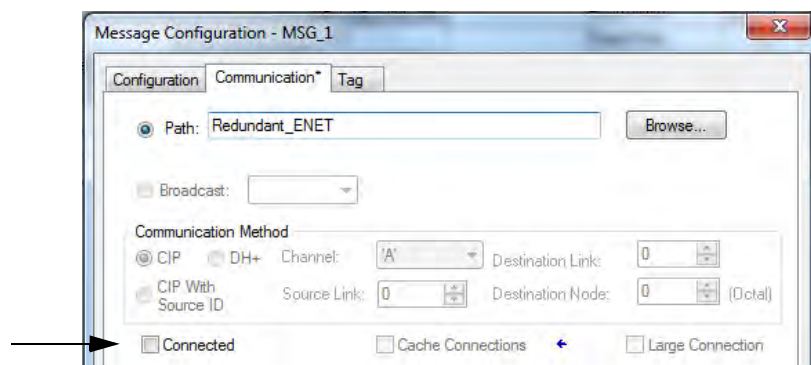 Message Configuration - MSG_1
Configuration Communication* Tag
Path: Redundant_ENET Browse...
Broadcast:
Communication Method
CIP DH+ Channel: 'A' Destination Link: 0
CIP With Source ID Source Link: 0 Destination Node: 0 (Octal)
Connected Cache Connections Large Connection